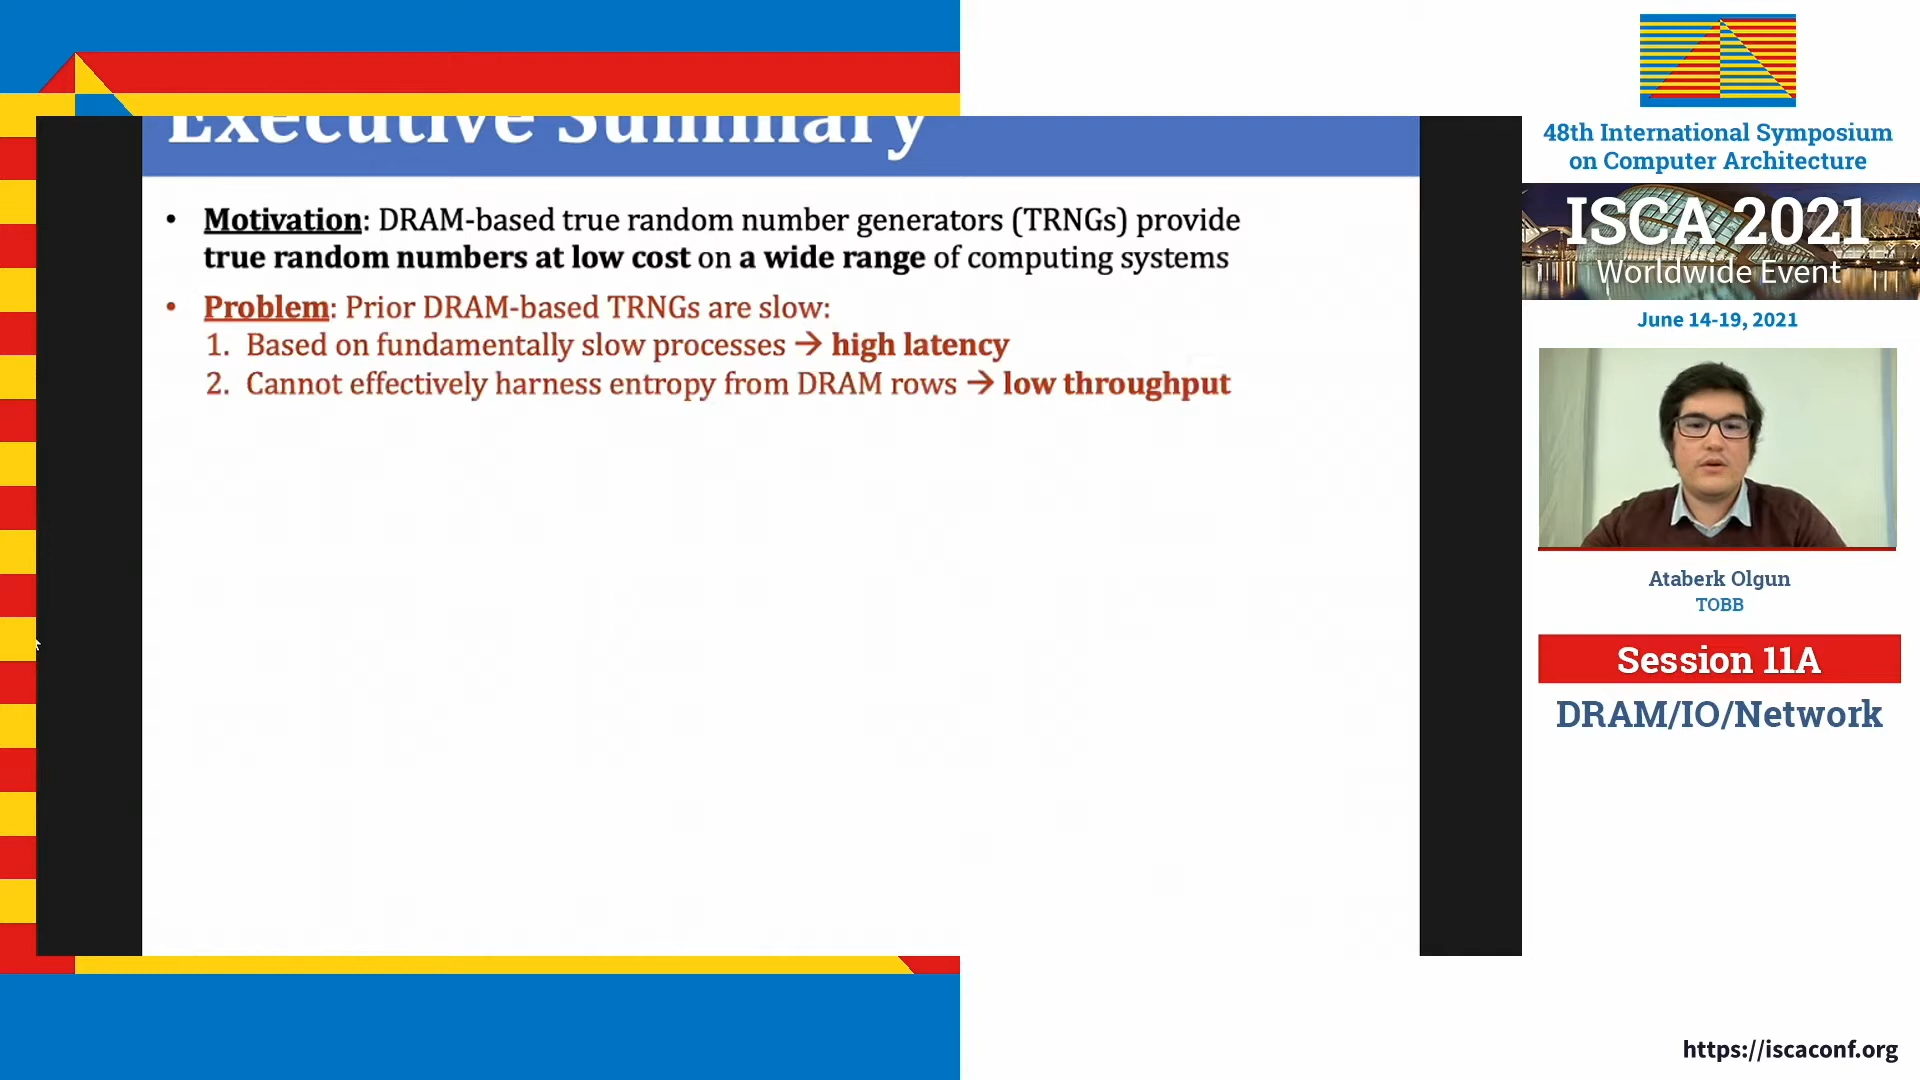 Executive Summary
• Motivation: DRAM-based true random number generators (TRNGs) provide
true random numbers at low cost on a wide range of computing systems
• Problem: Prior DRAM-based TRNGs are slow:
1. Based on fundamentally slow processes → high latency
2. Cannot effectively harness entropy from DRAM rows → low throughput
48th International Symposium
on Computer Architecture
ISCA 2021
Worldwide Event
June 14-19, 2021
Ataberk Olgun
TOBB
Session 11A
DRAM/IO/Network
https://iscaconf.org